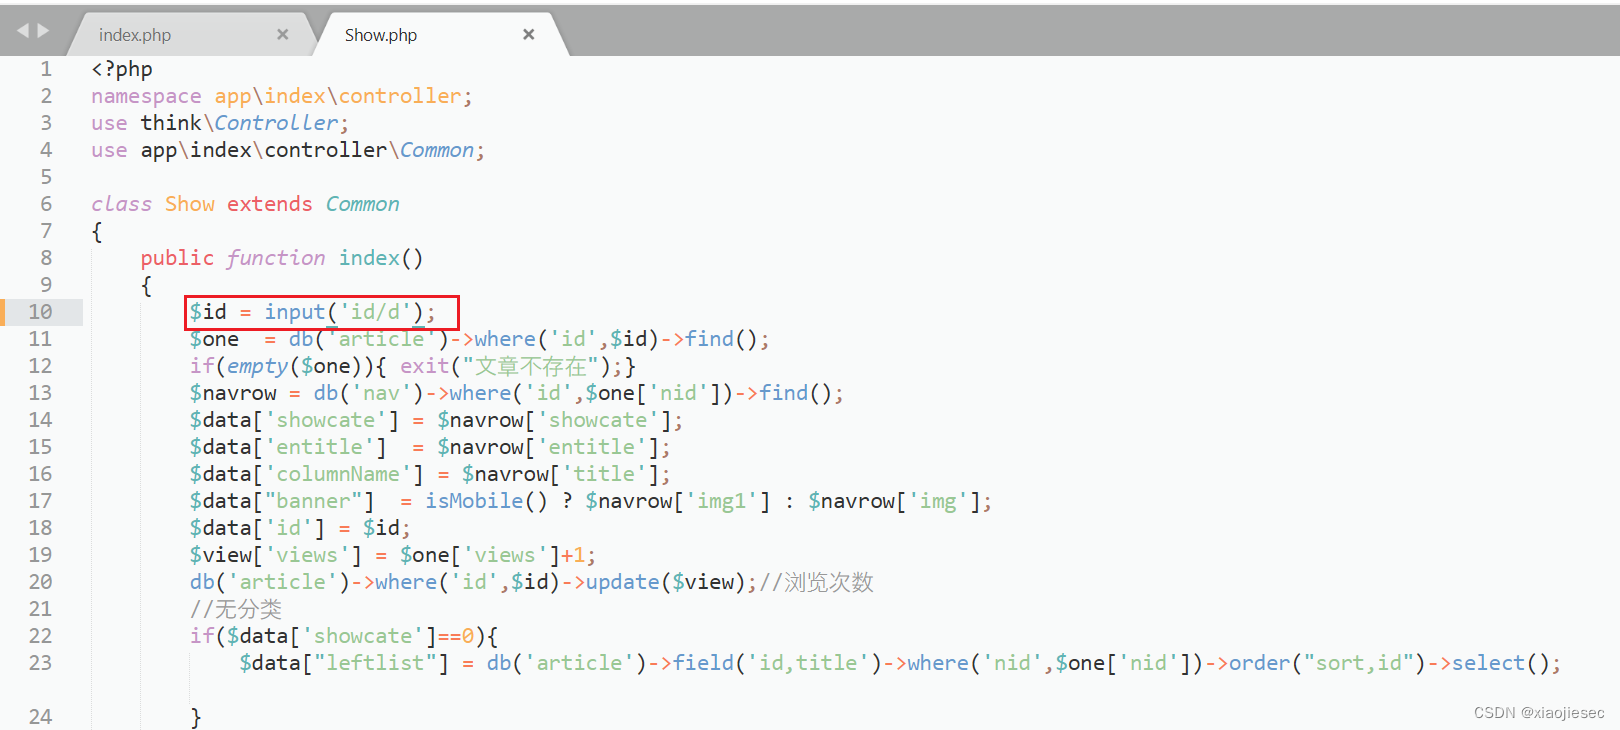 index.php × Show.php ×
1 <?php
2 namespace app\index\controller;
3 use think\Controller;
4 use app\index\controller\Common;
5
6 class Show extends Common
7 {
8 public function index()
9 {
10 $id = input('id/d');
11 $one  = db('article')->where('id',$id)->find();
12 if(empty($one)){ exit("文章不存在");}
13 $navrow = db('nav')->where('id',$one['nid'])->find();
14 $data['showcate'] = $navrow['showcate'];
15 $data['entitle']  = $navrow['entitle'];
16 $data['columnName'] = $navrow['title'];
17 $data["banner"]  = isMobile() ? $navrow['img1'] : $navrow['img'];
18 $data['id'] = $id;
19 $view['views'] = $one['views']+1;
20 db('article')->where('id',$id)->update($view);//浏览次数
21 //无分类
22 if($data['showcate']==0){
23 $data["leftlist"] = db('article')->field('id,title')->where('nid',$one['nid'])->order("sort,id")->select();
24 }
CSDN @xiaojiesec